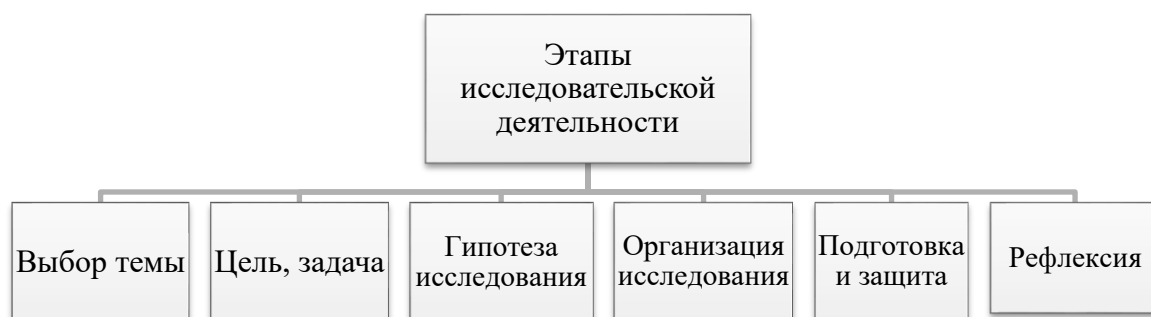 Этапы
исследовательской
деятельности
Выбор темы
Цель, задача
Гипотеза
исследования
Организация
исследования
Подготовка
и защита
Рефлексия